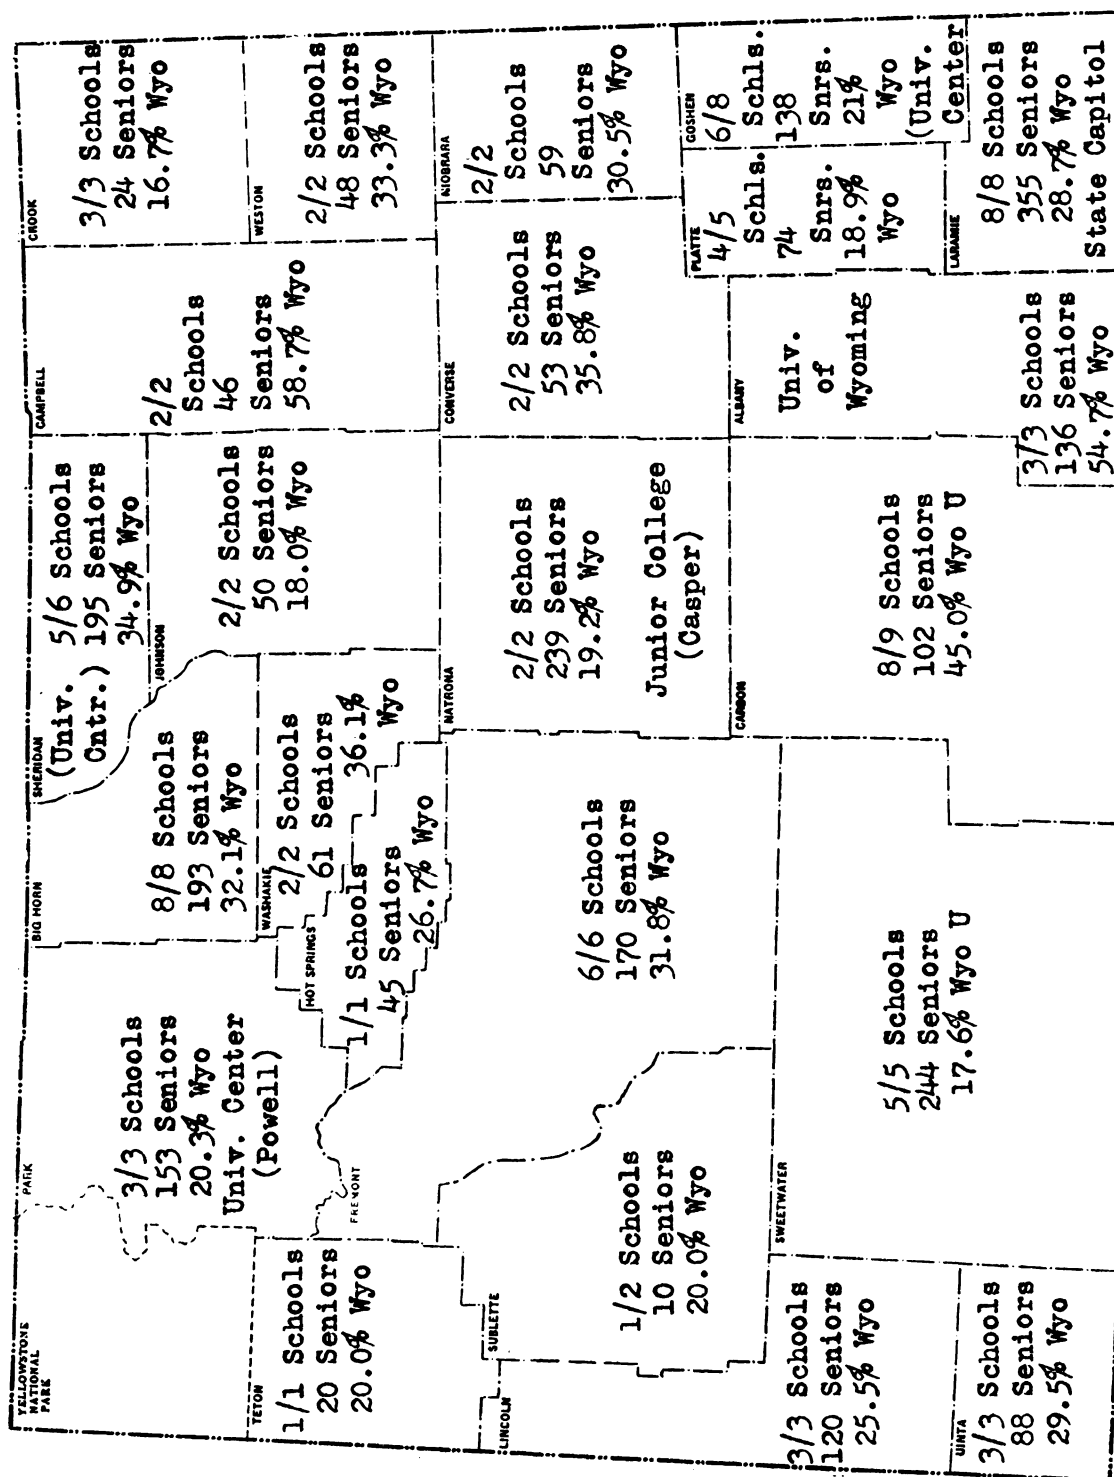 YELLOWSTONE
NATIONAL
PARK
PARK
3/3 Schools
153 Seniors
20.3% Wyo
Univ. Center
(Powell)
BIG HORN
8/8 Schools
193 Seniors
32.1% Wyo
SHERIDAN
(Univ.
Cntr.)
5/6 Schools
195 Seniors
34.9% Wyo
JOHNSON
2/2 Schools
50 Seniors
18.0% Wyo
CAMPBELL
2/2
Schools
46
Seniors
58.7% Wyo
CROOK
3/3 Schools
24 Seniors
16.7% Wyo
WESTON
2/2 Schools
48 Seniors
33.3% Wyo
TETON
1/1 Schools
20 Seniors
20.0% Wyo
FREMONT
6/6 Schools
170 Seniors
31.8% Wyo
HOT SPRINGS
1/1 Schools
45 Seniors
26.7% Wyo
WASHAKIE
2/2 Schools
61 Seniors
36.1%
Wyo
NATRONA
2/2 Schools
239 Seniors
19.2% Wyo
Junior College
(Casper)
CONVERSE
2/2 Schools
53 Seniors
35.8% Wyo
NIOBRARA
2/2
Schools
59
Seniors
30.5% Wyo
LINCOLN
3/3 Schools
120 Seniors
25.5% Wyo
SUBLETTE
1/2 Schools
10 Seniors
20.0% Wyo
SWEETWATER
5/5 Schools
244 Seniors
17.6% Wyo U
CARBON
8/9 Schools
102 Seniors
45.0% Wyo U
ALBANY
Univ.
of
Wyoming
3/3 Schools
136 Seniors
54.7% Wyo
PLATTE
4/5
Schls.
74
Snrs.
18.9%
Wyo
GOSHEN
6/8
Schls.
138
Snrs.
21%
Wyo
(Univ.
Center
LARAMIE
8/8 Schools
355 Seniors
28.7% Wyo
State Capitol
UINTA
3/3 Schools
88 Seniors
29.5% Wyo